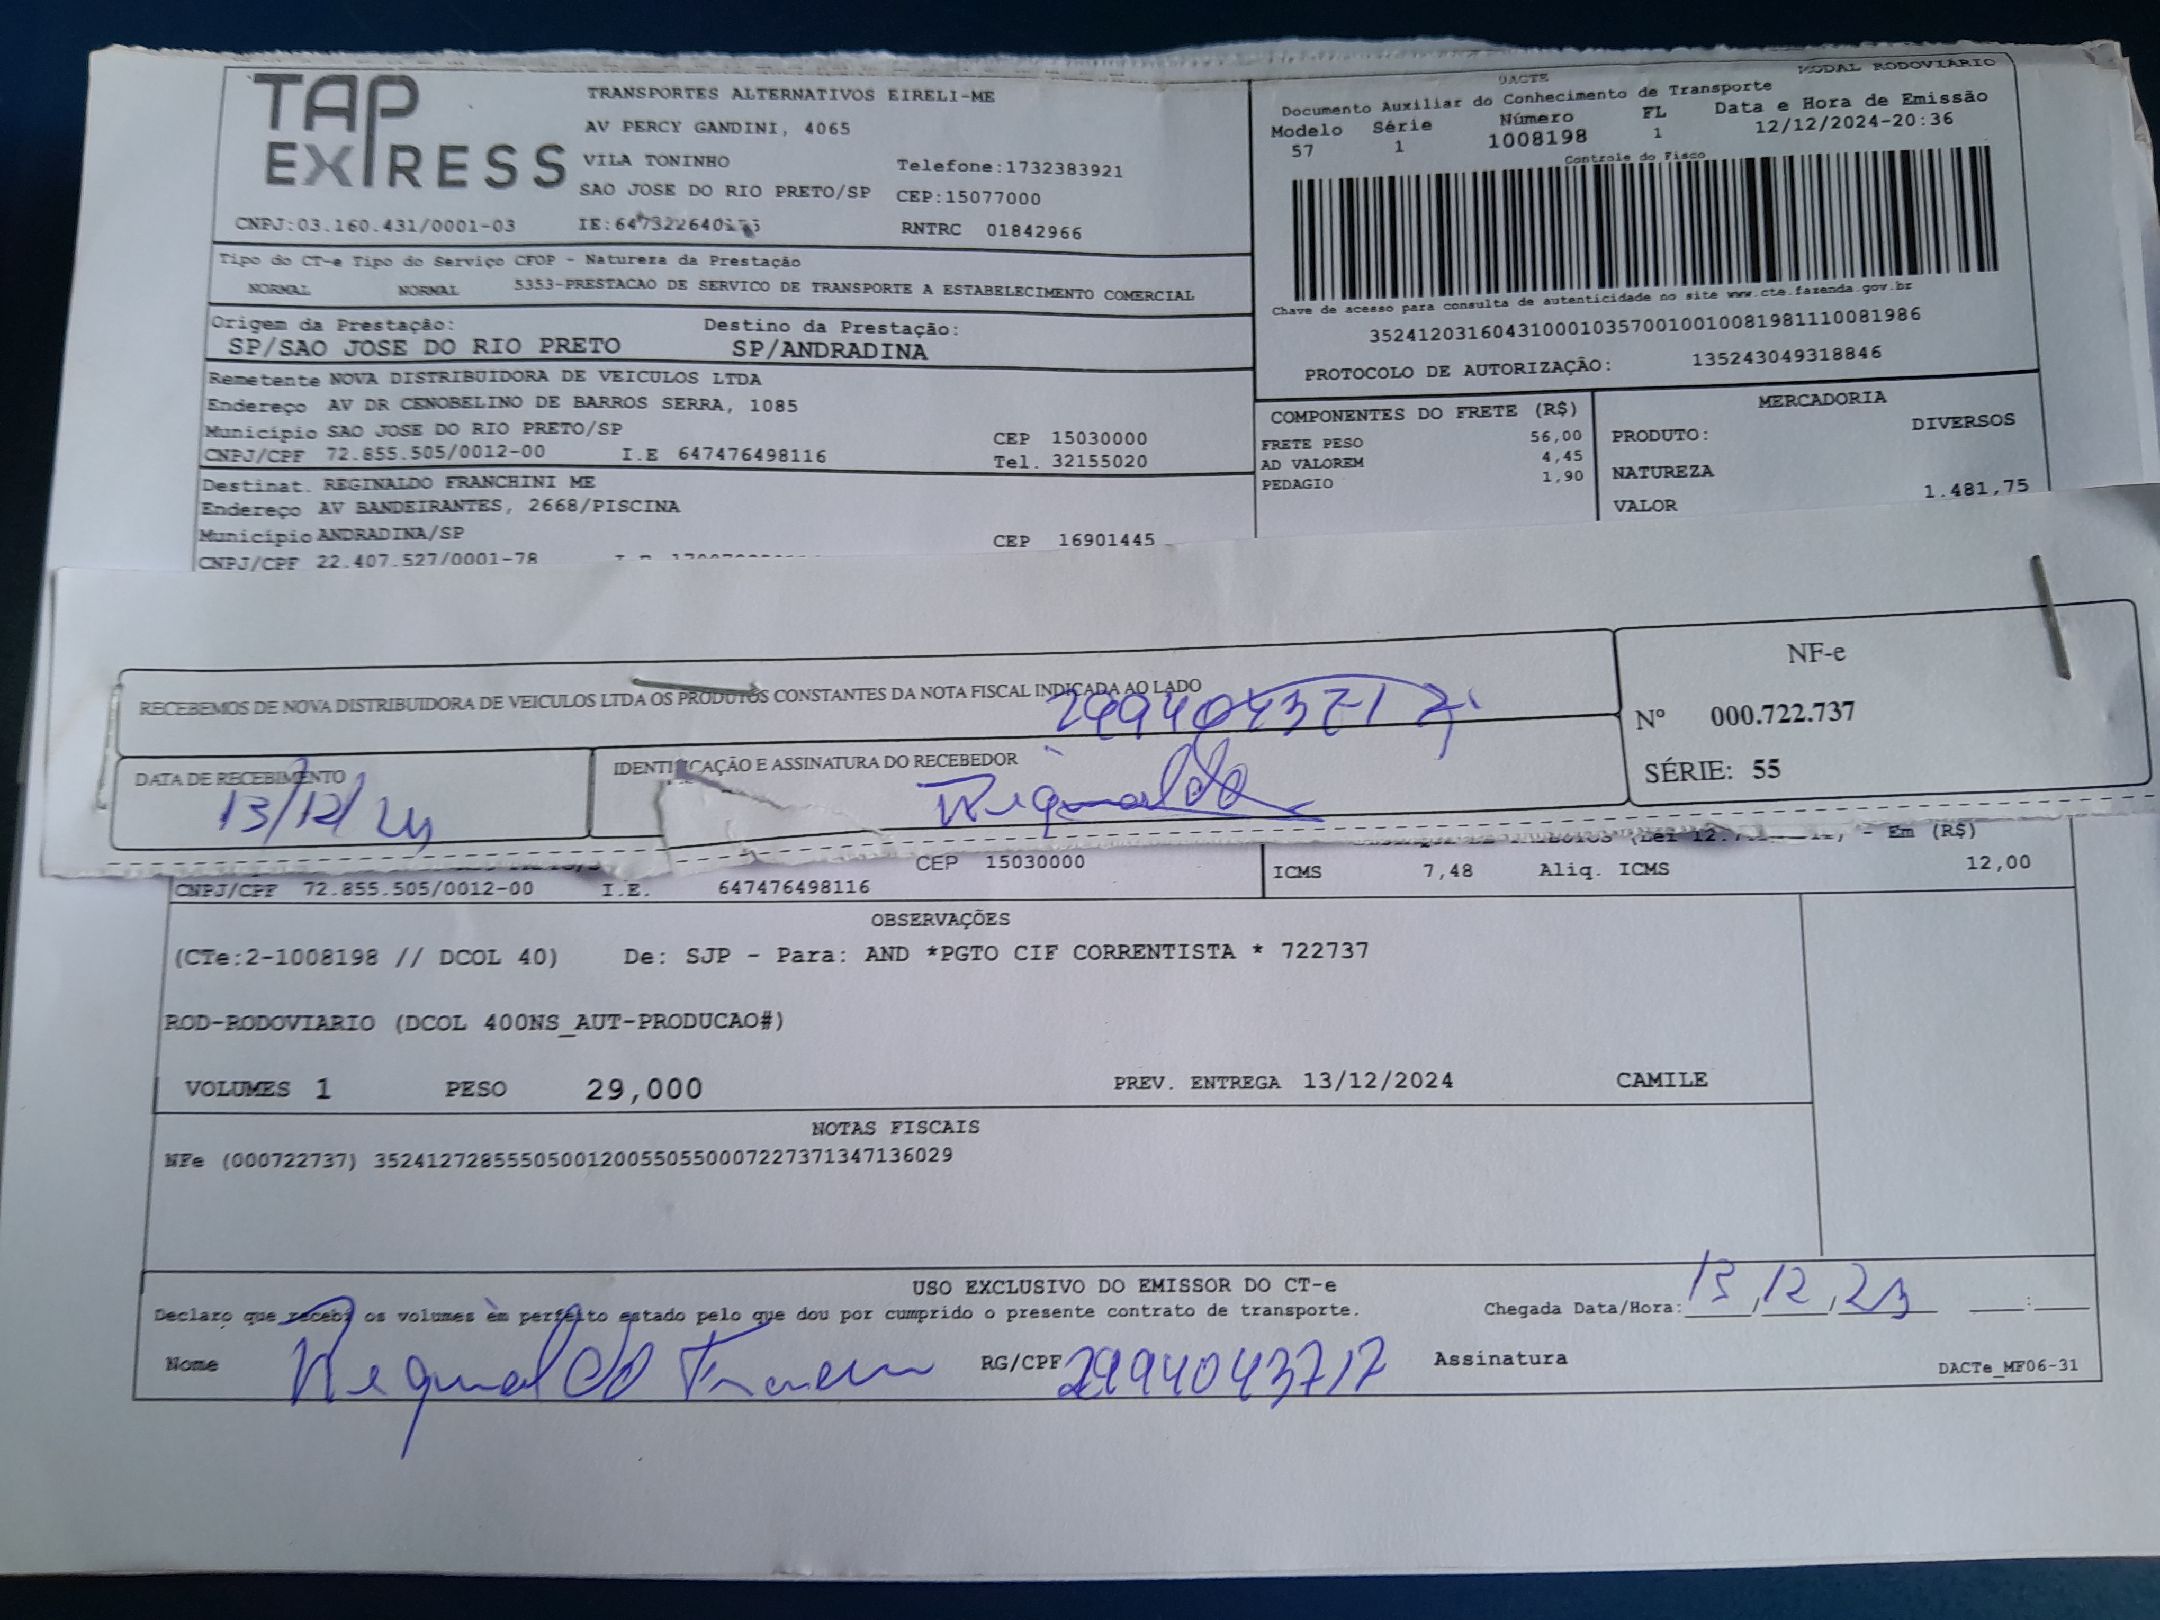 TAP EXPRESS
TRANSPORTES ALTERNATIVOS EIRELI-ME
AV PERCY GANDINI, 4065
VILA TONINHO Telefone:1732383921
SAO JOSE DO RIO PRETO/SP CEP:15077000
CNPJ:03.160.431/0001-03 RNTRC 01842966
Tipo do CT-e Tipo do Serviço CFOP - Natureza da Prestação
NORMAL NORMAL 5353-PRESTACAO DE SERVICO DE TRANSPORTE A ESTABELECIMENTO COMERCIAL
Origem da Prestação: Destino da Prestação:
SP/SAO JOSE DO RIO PRETO SP/ANDRADINA
Remetente NOVA DISTRIBUIDORA DE VEICULOS LTDA
Endereço AV DR CENOBELINO DE BARROS SERRA, 1085
Município SAO JOSE DO RIO PRETO/SP CEP 15030000
CNPJ/CPF 72.855.505/0012-00 I.E 647476498116 Tel. 32155020
Destinat. REGINALDO FRANCHINI ME
Endereço AV BANDEIRANTES, 2668/PISCINA
Município ANDRADINA/SP CEP 16901445
CNPJ/CPF 22.407.527/0001-78
DACTE MODAL RODOVIARIO
Documento Auxiliar do Conhecimento de Transporte
Modelo Série Número FL Data e Hora de Emissão
57 1 1008198 1 12/12/2024-20:36
Controle do Fisco
Chave de acesso para consulta de autenticidade no site www.cte.fazenda.gov.br
35241203160431000103570010010081981110081986
PROTOCOLO DE AUTORIZAÇÃO: 135243049318846
COMPONENTES DO FRETE (R$)
FRETE PESO 56,00
AD VALOREM 4,45
PEDAGIO 1,90
MERCADORIA
PRODUTO: DIVERSOS
NATUREZA
VALOR 1.481,75
RECEBEMOS DE NOVA DISTRIBUIDORA DE VEICULOS LTDA OS PRODUTOS CONSTANTES DA NOTA FISCAL INDICADA AO LADO
DATA DE RECEBIMENTO
13/12/24
IDENTIFICAÇÃO E ASSINATURA DO RECEBEDOR
Reginaldo
NF-e
Nº 000.722.737
SÉRIE: 55
CEP 15030000
CNPJ/CPF 72.855.505/0012-00 I.E. 647476498116
- Em (R$)
ICMS 7,48 Aliq. ICMS 12,00
OBSERVAÇÕES
(CTe:2-1008198 // DCOL 40) De: SJP - Para: AND *PGTO CIF CORRENTISTA * 722737
ROD-RODOVIARIO (DCOL 400NS_AUT-PRODUCAO#)
VOLUMES 1 PESO 29,000 PREV. ENTREGA 13/12/2024 CAMILE
NOTAS FISCAIS
NFe (000722737) 35241272855505001200550550007227371347136029
USO EXCLUSIVO DO EMISSOR DO CT-e
Declaro que recebi os volumes em perfeito estado pelo que dou por cumprido o presente contrato de transporte. Chegada Data/Hora: 13/12/24 __:__
Nome Reginaldo RG/CPF 29940043717 Assinatura
DACTe_MF06-31